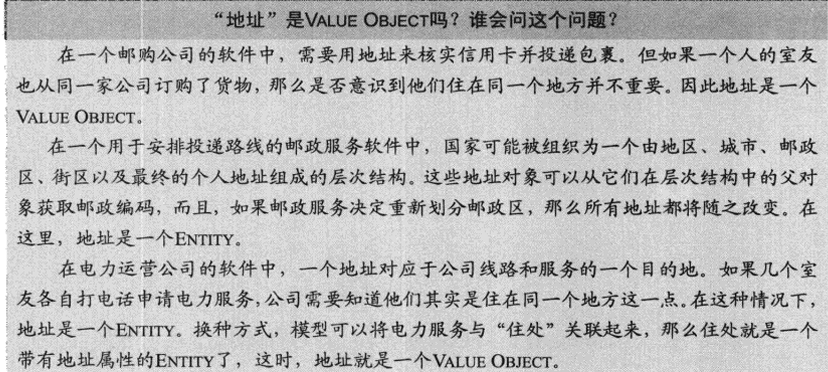 “地址”是VALUE OBJECT吗？谁会问这个问题？
在一个邮购公司的软件中，需要用地址来核实信用卡并投递包裹。但如果一个人的室友
也从同一家公司订购了货物，那么是否意识到他们住在同一个地方并不重要。因此地址是一个
VALUE OBJECT。
在一个用于安排投递路线的邮政服务软件中，国家可能被组织为一个由地区、城市、邮政
区、街区以及最终的个人地址组成的层次结构。这些地址对象可以从它们在层次结构中的父对
象获取邮政编码，而且，如果邮政服务决定重新划分邮政区，那么所有地址都将随之改变。在
这里，地址是一个ENTITY。
在电力运营公司的软件中，一个地址对应于公司线路和服务的一个目的地。如果几个室
友各自打电话申请电力服务，公司需要知道他们其实是住在同一个地方这一点。在这种情况下，
地址是一个ENTITY。换种方式，模型可以将电力服务与“住处”关联起来，那么住处就是一个
带有地址属性的ENTITY了，这时，地址就是一个VALUE OBJECT。